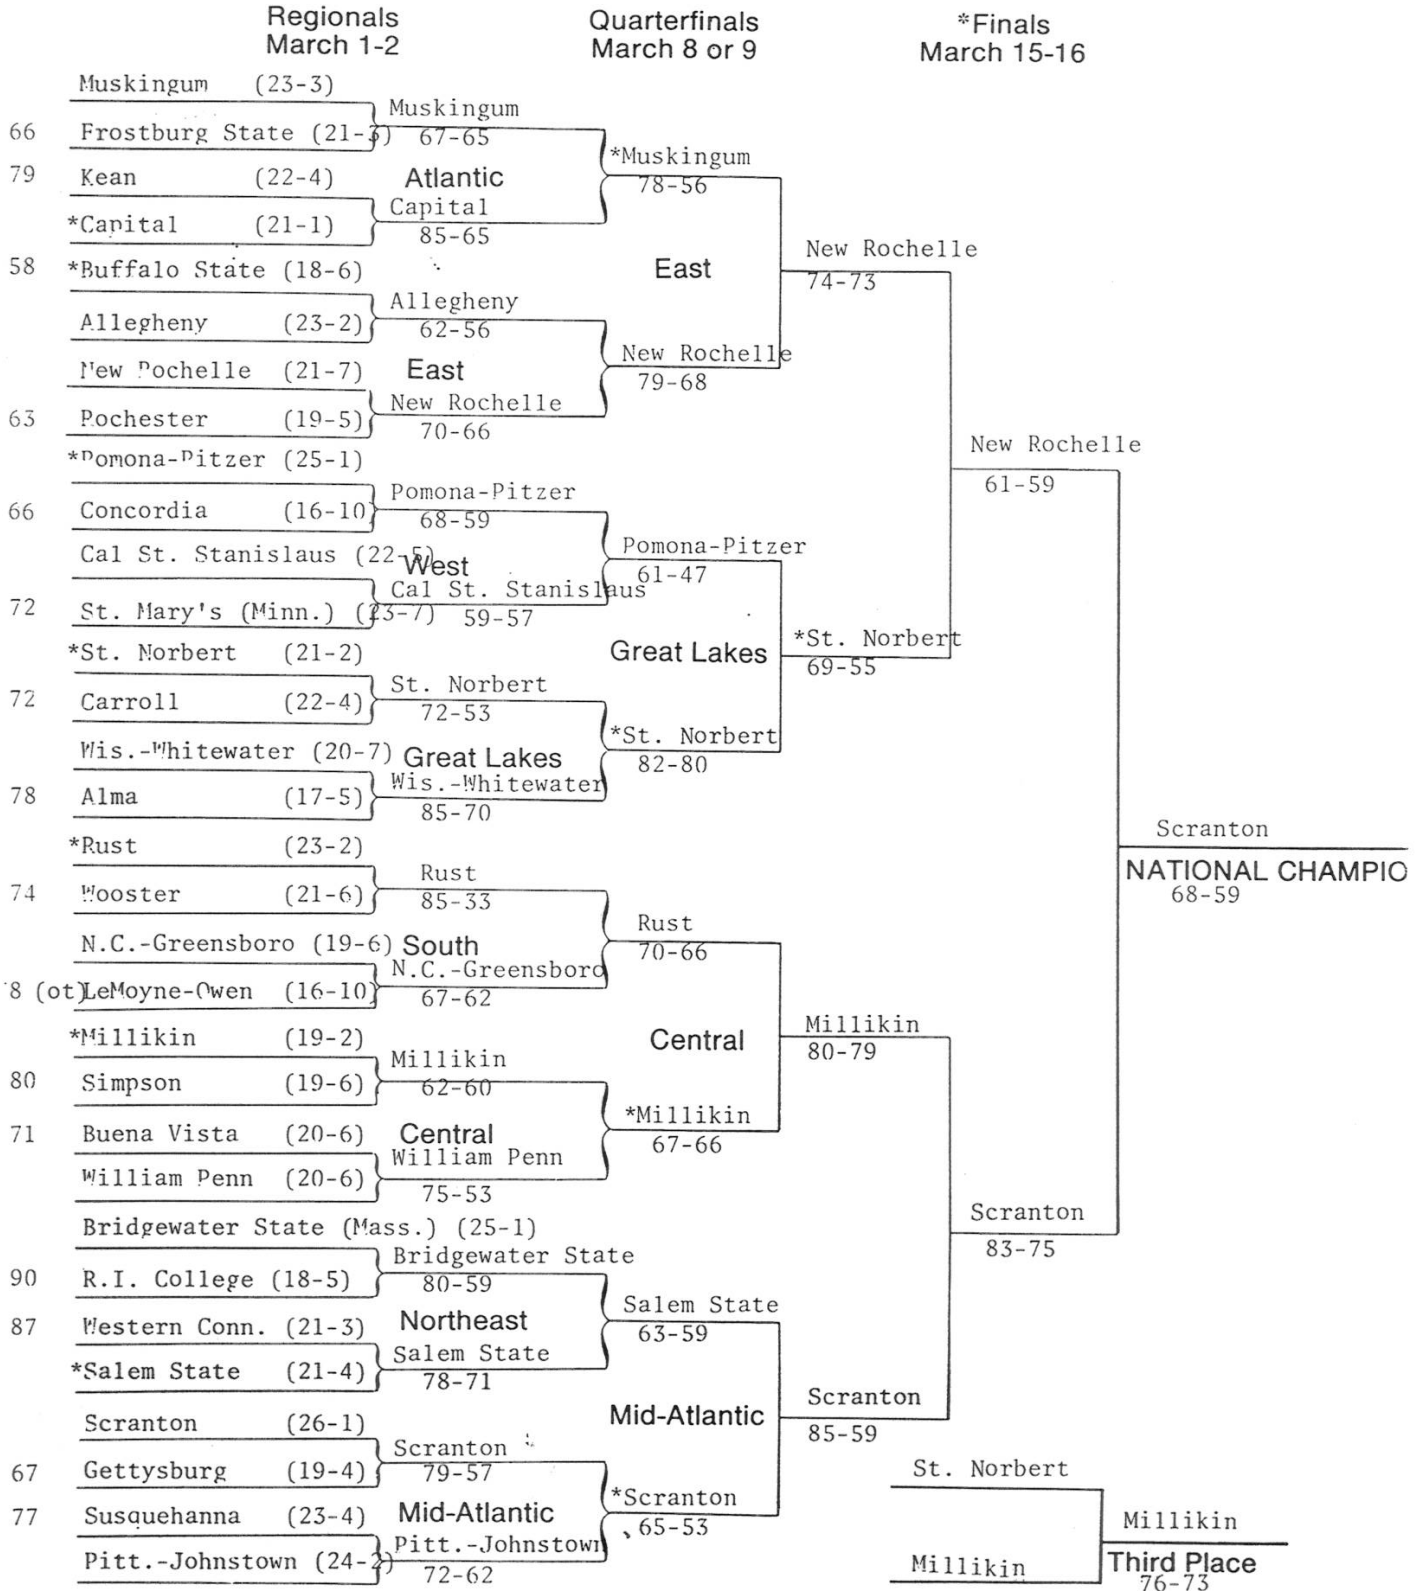 Regionals
March 1-2
Quarterfinals
March 8 or 9
*Finals
March 15-16
Muskingum (23-3)
Muskingum
66 Frostburg State (21-3) 67-65
*Muskingum
79 Kean (22-4) Atlantic 78-56
Capital
*Capital (21-1) 85-65
New Rochelle
58 *Buffalo State (18-6) East 74-73
Allegheny
Allegheny (23-2) 62-56
New Rochelle
New Rochelle (21-7) East 79-68
New Rochelle
63 Rochester (19-5) 70-66
New Rochelle
*Pomona-Pitzer (25-1) 61-59
Pomona-Pitzer
66 Concordia (16-10) 68-59
Pomona-Pitzer
Cal St. Stanislaus (22-5) West 61-47
Cal St. Stanislaus
72 St. Mary's (Minn.) (23-7) 59-57
*St. Norbert
*St. Norbert (21-2) Great Lakes 69-55
St. Norbert
72 Carroll (22-4) 72-53
*St. Norbert
Wis.-Whitewater (20-7) Great Lakes 82-80
Wis.-Whitewater
78 Alma (17-5) 85-70
Scranton
*Rust (23-2)
NATIONAL CHAMPIO
Rust
74 Wooster (21-6) 85-33 68-59
Rust
N.C.-Greensboro (19-6) South 70-66
N.C.-Greensboro
8 (ot) LeMoyne-Owen (16-10) 67-62
Millikin
*Millikin (19-2) Central 80-79
Millikin
80 Simpson (19-6) 62-60
*Millikin
71 Buena Vista (20-6) Central 67-66
William Penn
William Penn (20-6) 75-53
Scranton
Bridgewater State (Mass.) (25-1) 83-75
Bridgewater State
90 R.I. College (18-5) 80-59
Salem State
87 Western Conn. (21-3) Northeast 63-59
Salem State
*Salem State (21-4) 78-71
Scranton
Scranton (26-1) Mid-Atlantic 85-59
Scranton
St. Norbert
67 Gettysburg (19-4) 79-57
*Scranton
77 Susquehanna (23-4) Mid-Atlantic 65-53
Millikin
Pitt.-Johnstown
Pitt.-Johnstown (24-2) 72-62
Millikin Third Place
76-73